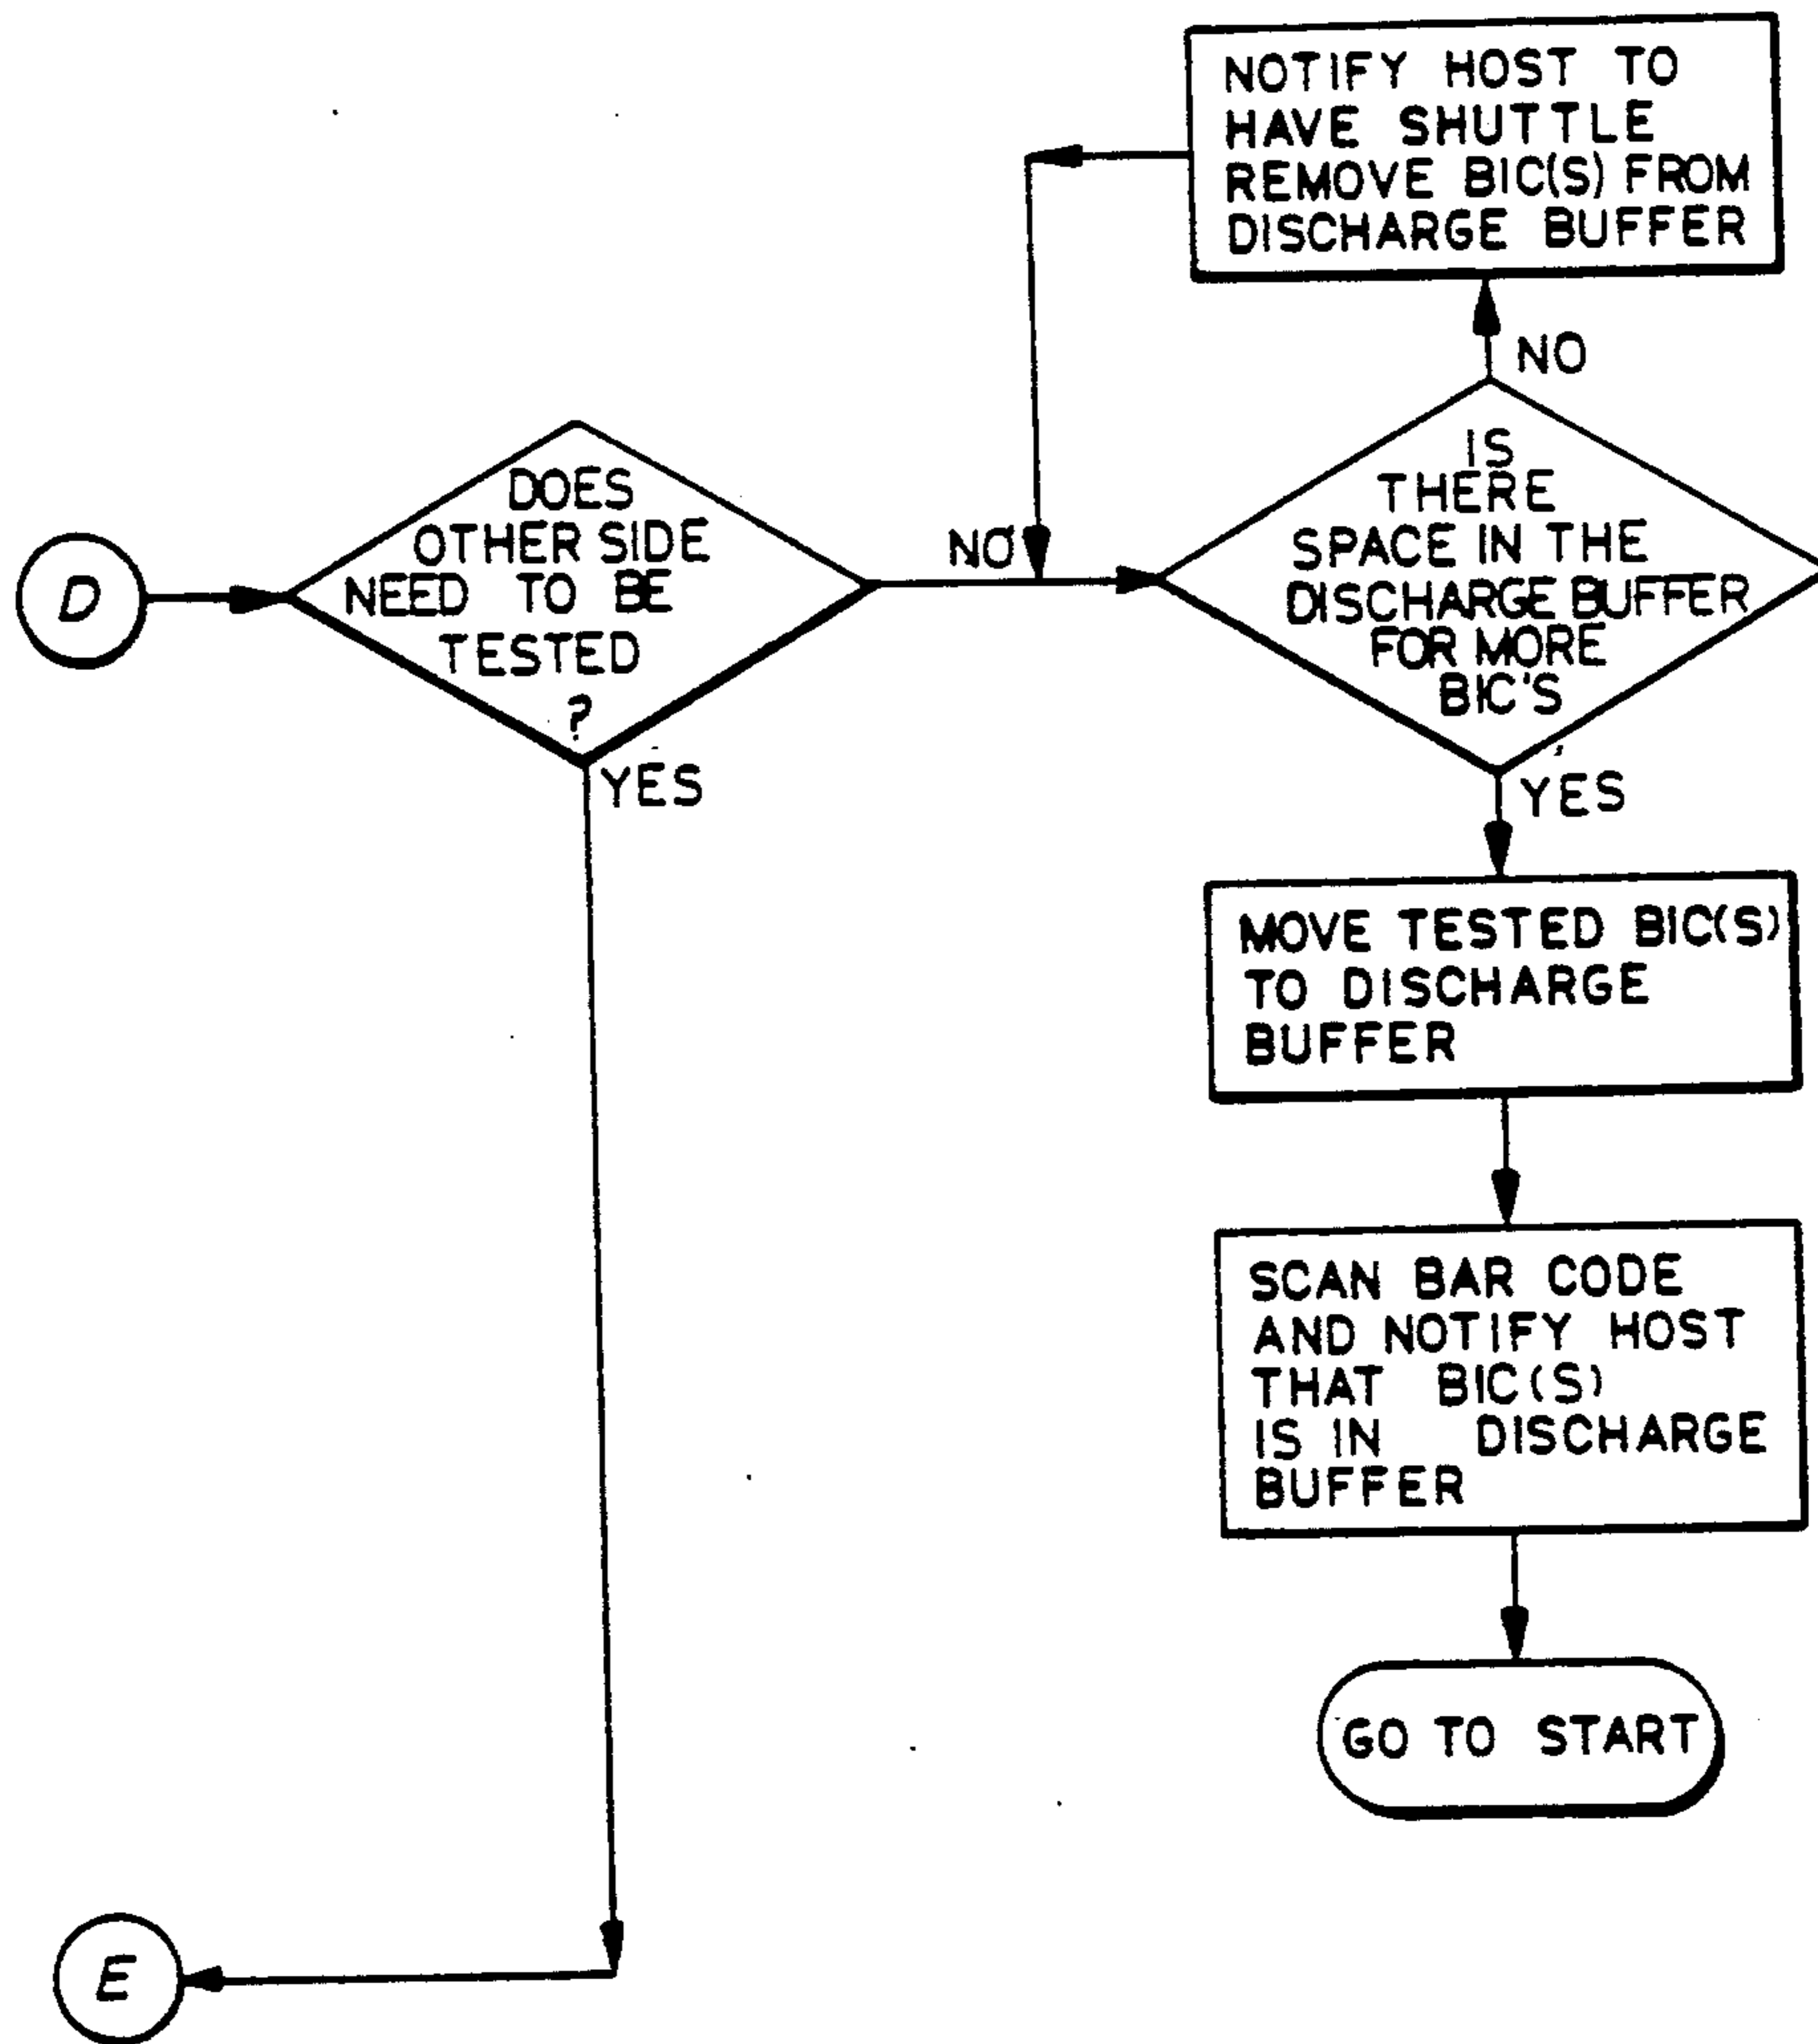 NOTIFY HOST TO
HAVE SHUTTLE
REMOVE BIC(S) FROM
DISCHARGE BUFFER
NO
D
DOES
OTHER SIDE
NEED TO BE
TESTED
?
NO
YES
IS
THERE
SPACE IN THE
DISCHARGE BUFFER
FOR MORE
BIC'S
YES
MOVE TESTED BIC(S)
TO DISCHARGE
BUFFER
SCAN BAR CODE
AND NOTIFY HOST
THAT BIC(S)
IS IN DISCHARGE
BUFFER
GO TO START
E